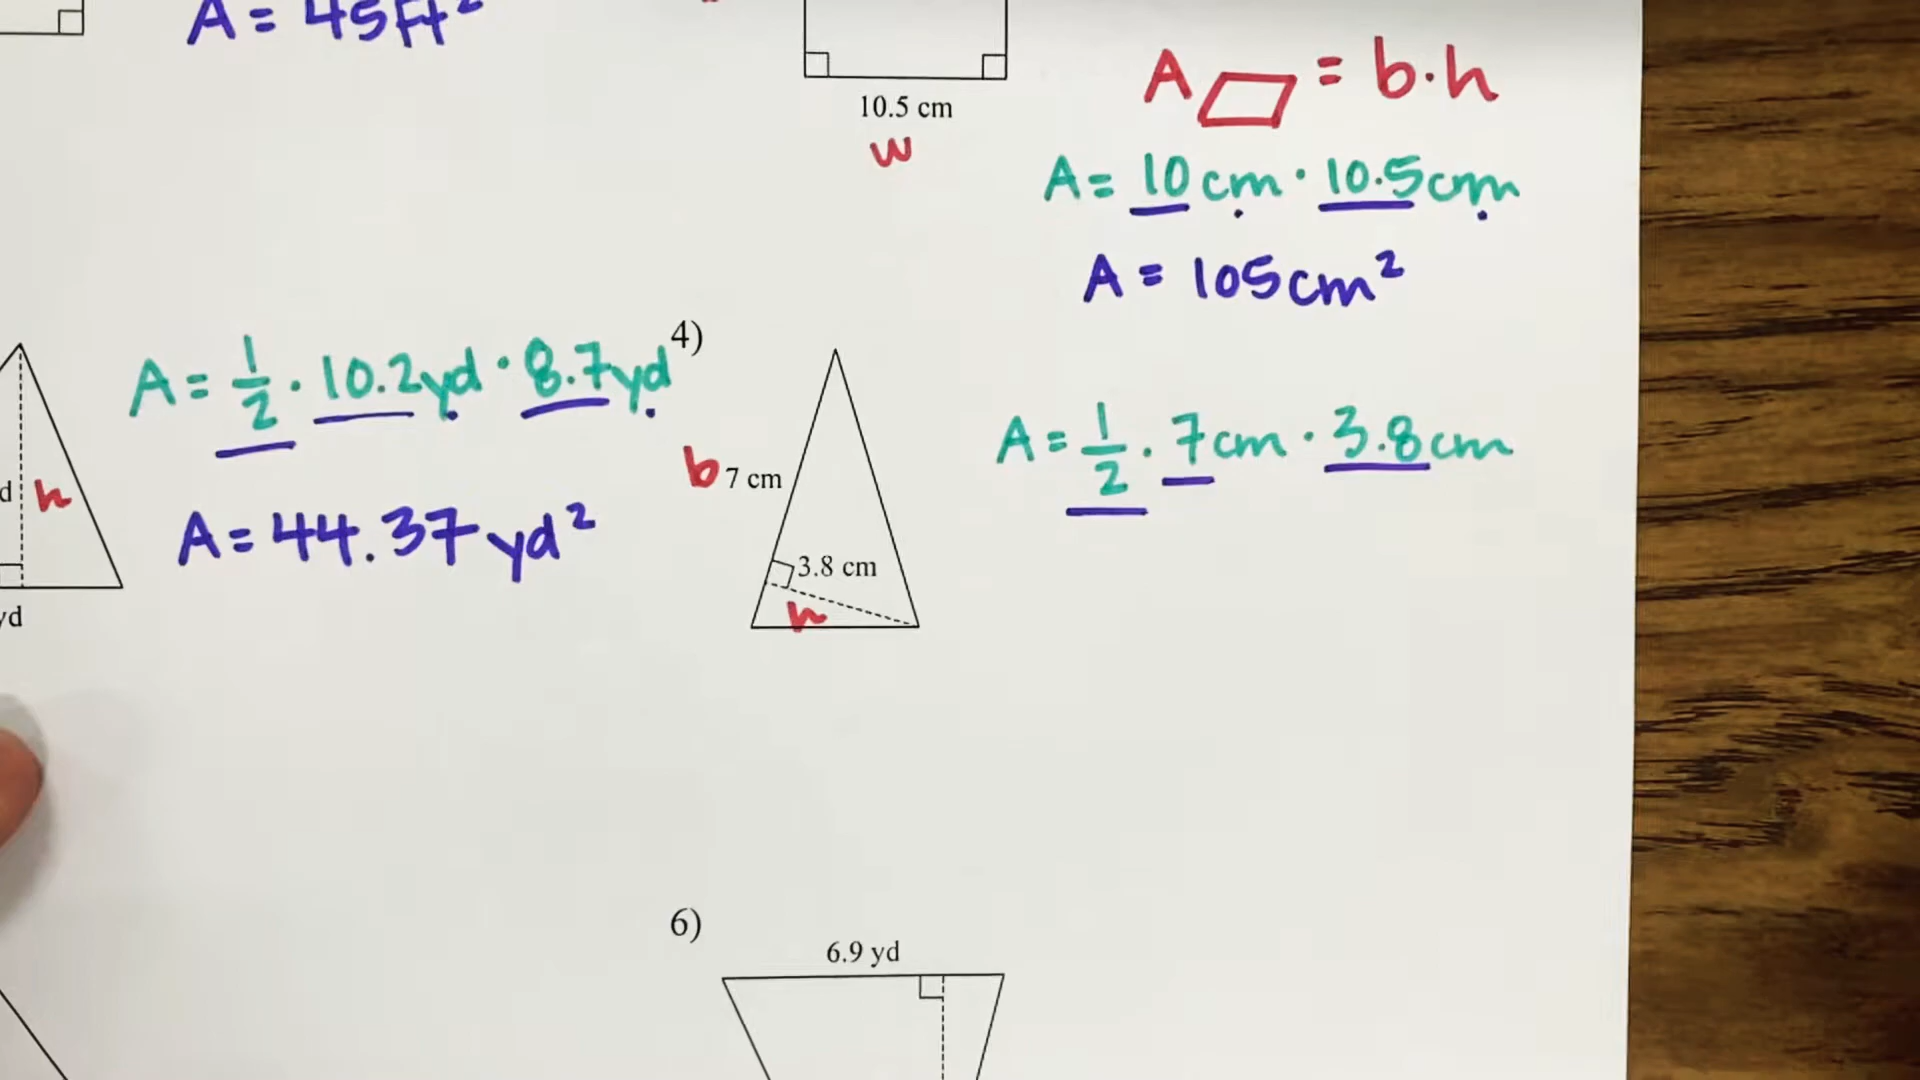 A = 45ft²
10.5 cm
w
A = b·h
A = 10 cm · 10.5 cm
A = 105 cm²
A = 1/2 · 10.2 yd · 8.7 yd
h
A = 44.37 yd²
yd
4)
b 7 cm
3.8 cm
h
A = 1/2 · 7 cm · 3.8 cm
6)
6.9 yd